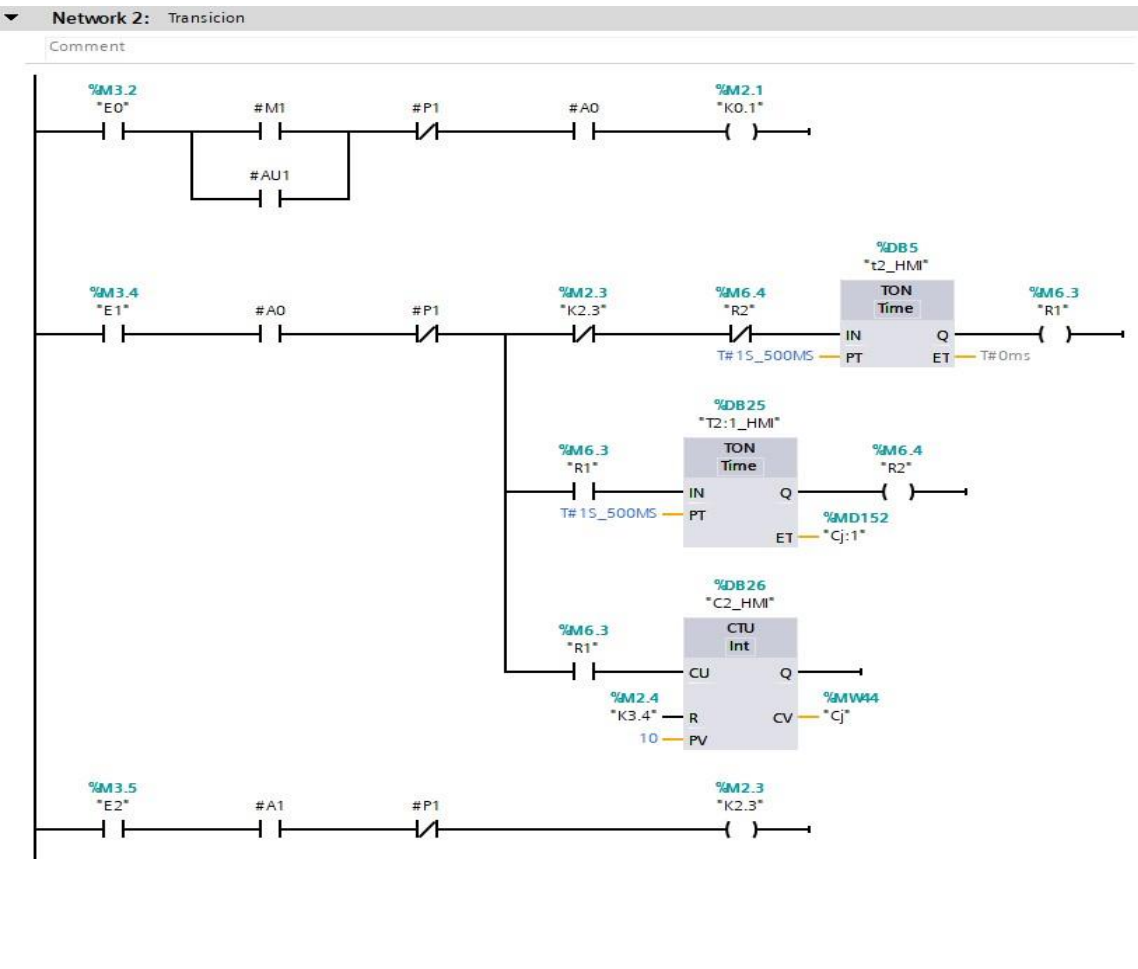 Network 2: Transicion
Comment
%M3.2
"E0"
#M1
#P1
#A0
%M2.1
"K0.1"
#AU1
%DB5
"t2_HMI"
%M3.4
"E1"
#A0
#P1
%M2.3
"K2.3"
%M6.4
"R2"
TON
Time
%M6.3
"R1"
IN
Q
T#1S_500MS
PT
ET
T#0ms
%DB25
"T2:1_HMI"
%M6.3
"R1"
TON
Time
%M6.4
"R2"
IN
Q
T#1S_500MS
PT
%MD152
ET
"Cj:1"
%DB26
"C2_HMI"
%M6.3
"R1"
CTU
Int
CU
Q
%M2.4
"K3.4"
R
%MW44
CV
"Cj"
10
PV
%M3.5
"E2"
#A1
#P1
%M2.3
"K2.3"